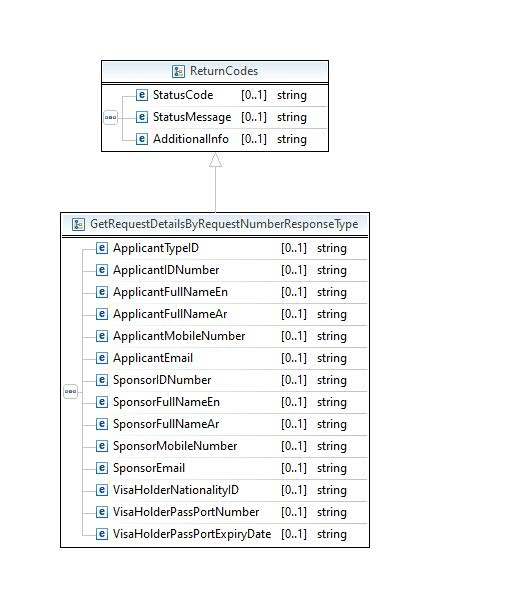 ReturnCodes
StatusCode [0..1] string
StatusMessage [0..1] string
AdditionalInfo [0..1] string
GetRequestDetailsByRequestNumberResponseType
ApplicantTypeID [0..1] string
ApplicantIDNumber [0..1] string
ApplicantFullNameEn [0..1] string
ApplicantFullNameAr [0..1] string
ApplicantMobileNumber [0..1] string
ApplicantEmail [0..1] string
SponsorIDNumber [0..1] string
SponsorFullNameEn [0..1] string
SponsorFullNameAr [0..1] string
SponsorMobileNumber [0..1] string
SponsorEmail [0..1] string
VisaHolderNationalityID [0..1] string
VisaHolderPassPortNumber [0..1] string
VisaHolderPassPortExpiryDate [0..1] string